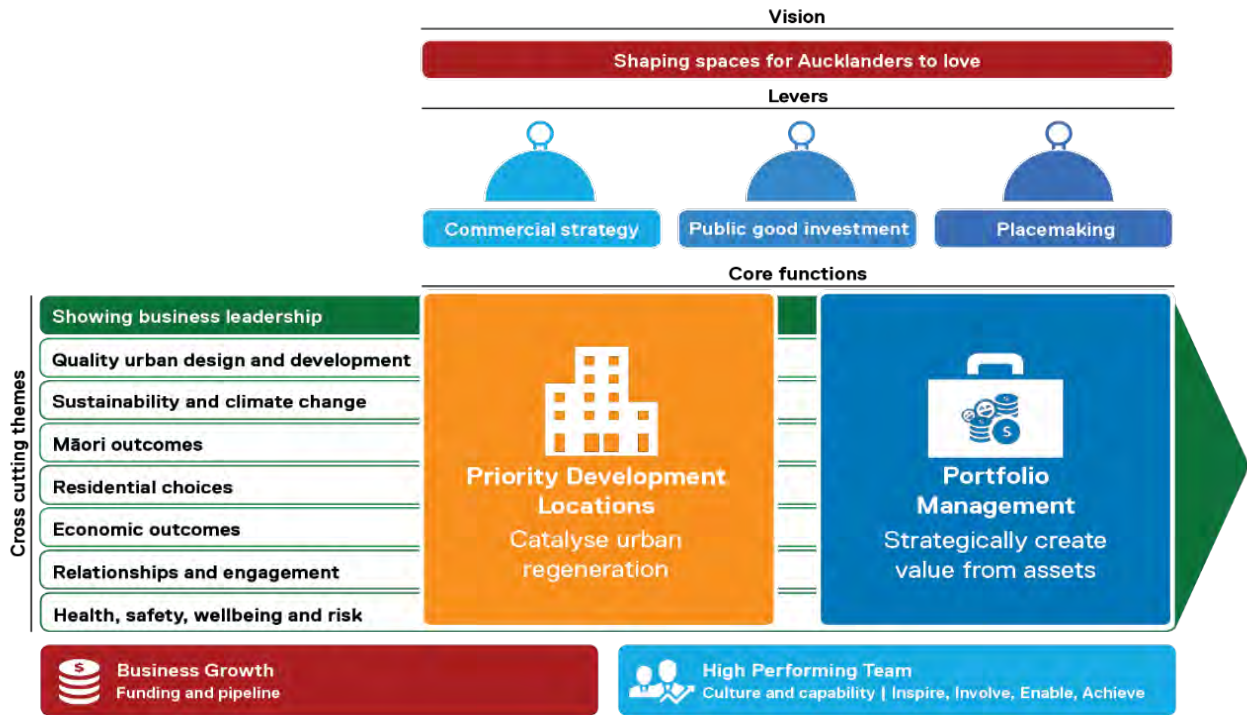 Vision
Shaping spaces for Aucklanders to love
Levers
Commercial strategy
Public good investment
Placemaking
Core functions
Cross cutting themes
Showing business leadership
Quality urban design and development
Sustainability and climate change
Māori outcomes
Residential choices
Economic outcomes
Relationships and engagement
Health, safety, wellbeing and risk
Priority Development
Locations
Catalyse urban
regeneration
$
Portfolio
Management
Strategically create
value from assets
$
Business Growth
Funding and pipeline
High Performing Team
Culture and capability | Inspire, Involve, Enable, Achieve